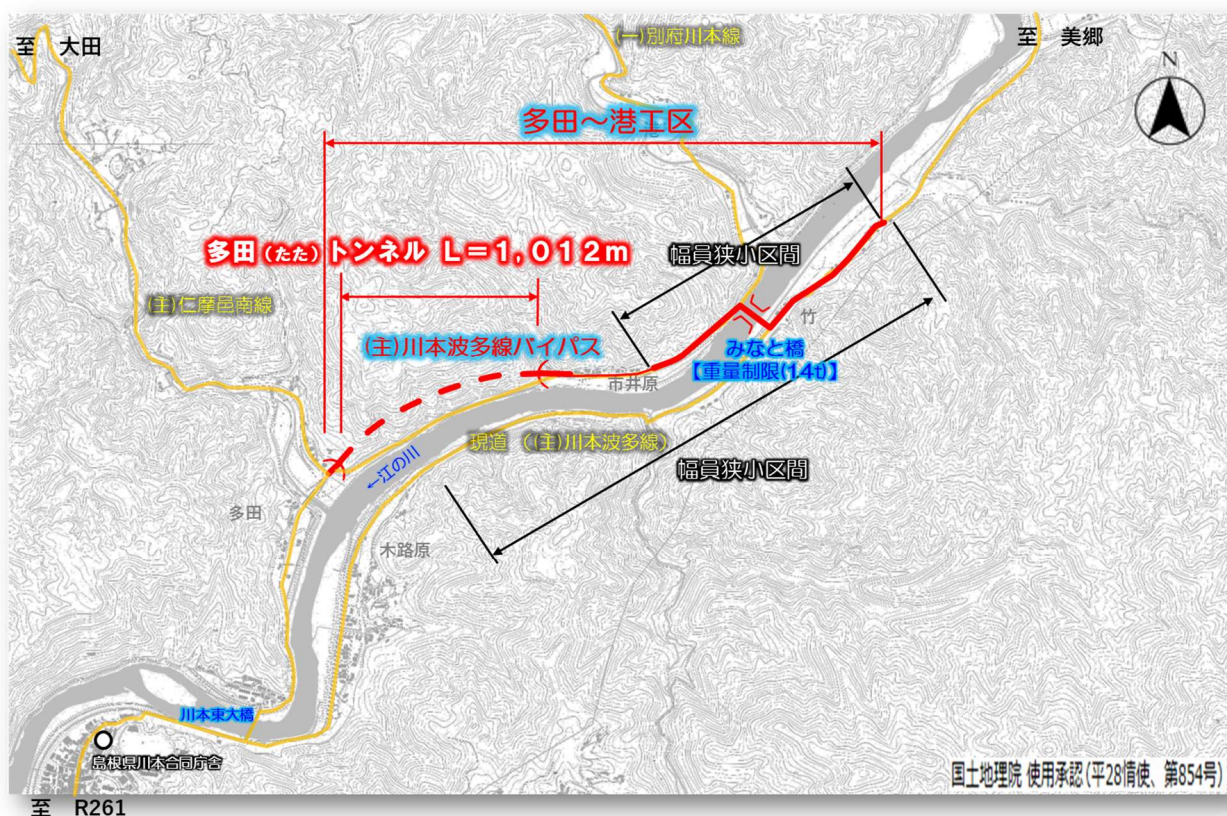 至 大田
(一)別府川本線
至 美郷
N
多田～港工区
多田(たた)トンネル L=1,012m
幅員狭小区間
(主)仁摩邑南線
(主)川本波多線バイパス
竹
みなと橋
【重量制限(14t)】
市井原
現道 ((主)川本波多線)
←江の川
幅員狭小区間
多田
木路原
川本東大橋
島根県川本合同庁舎
国土地理院 使用承認(平28情使、第854号)
至 R261